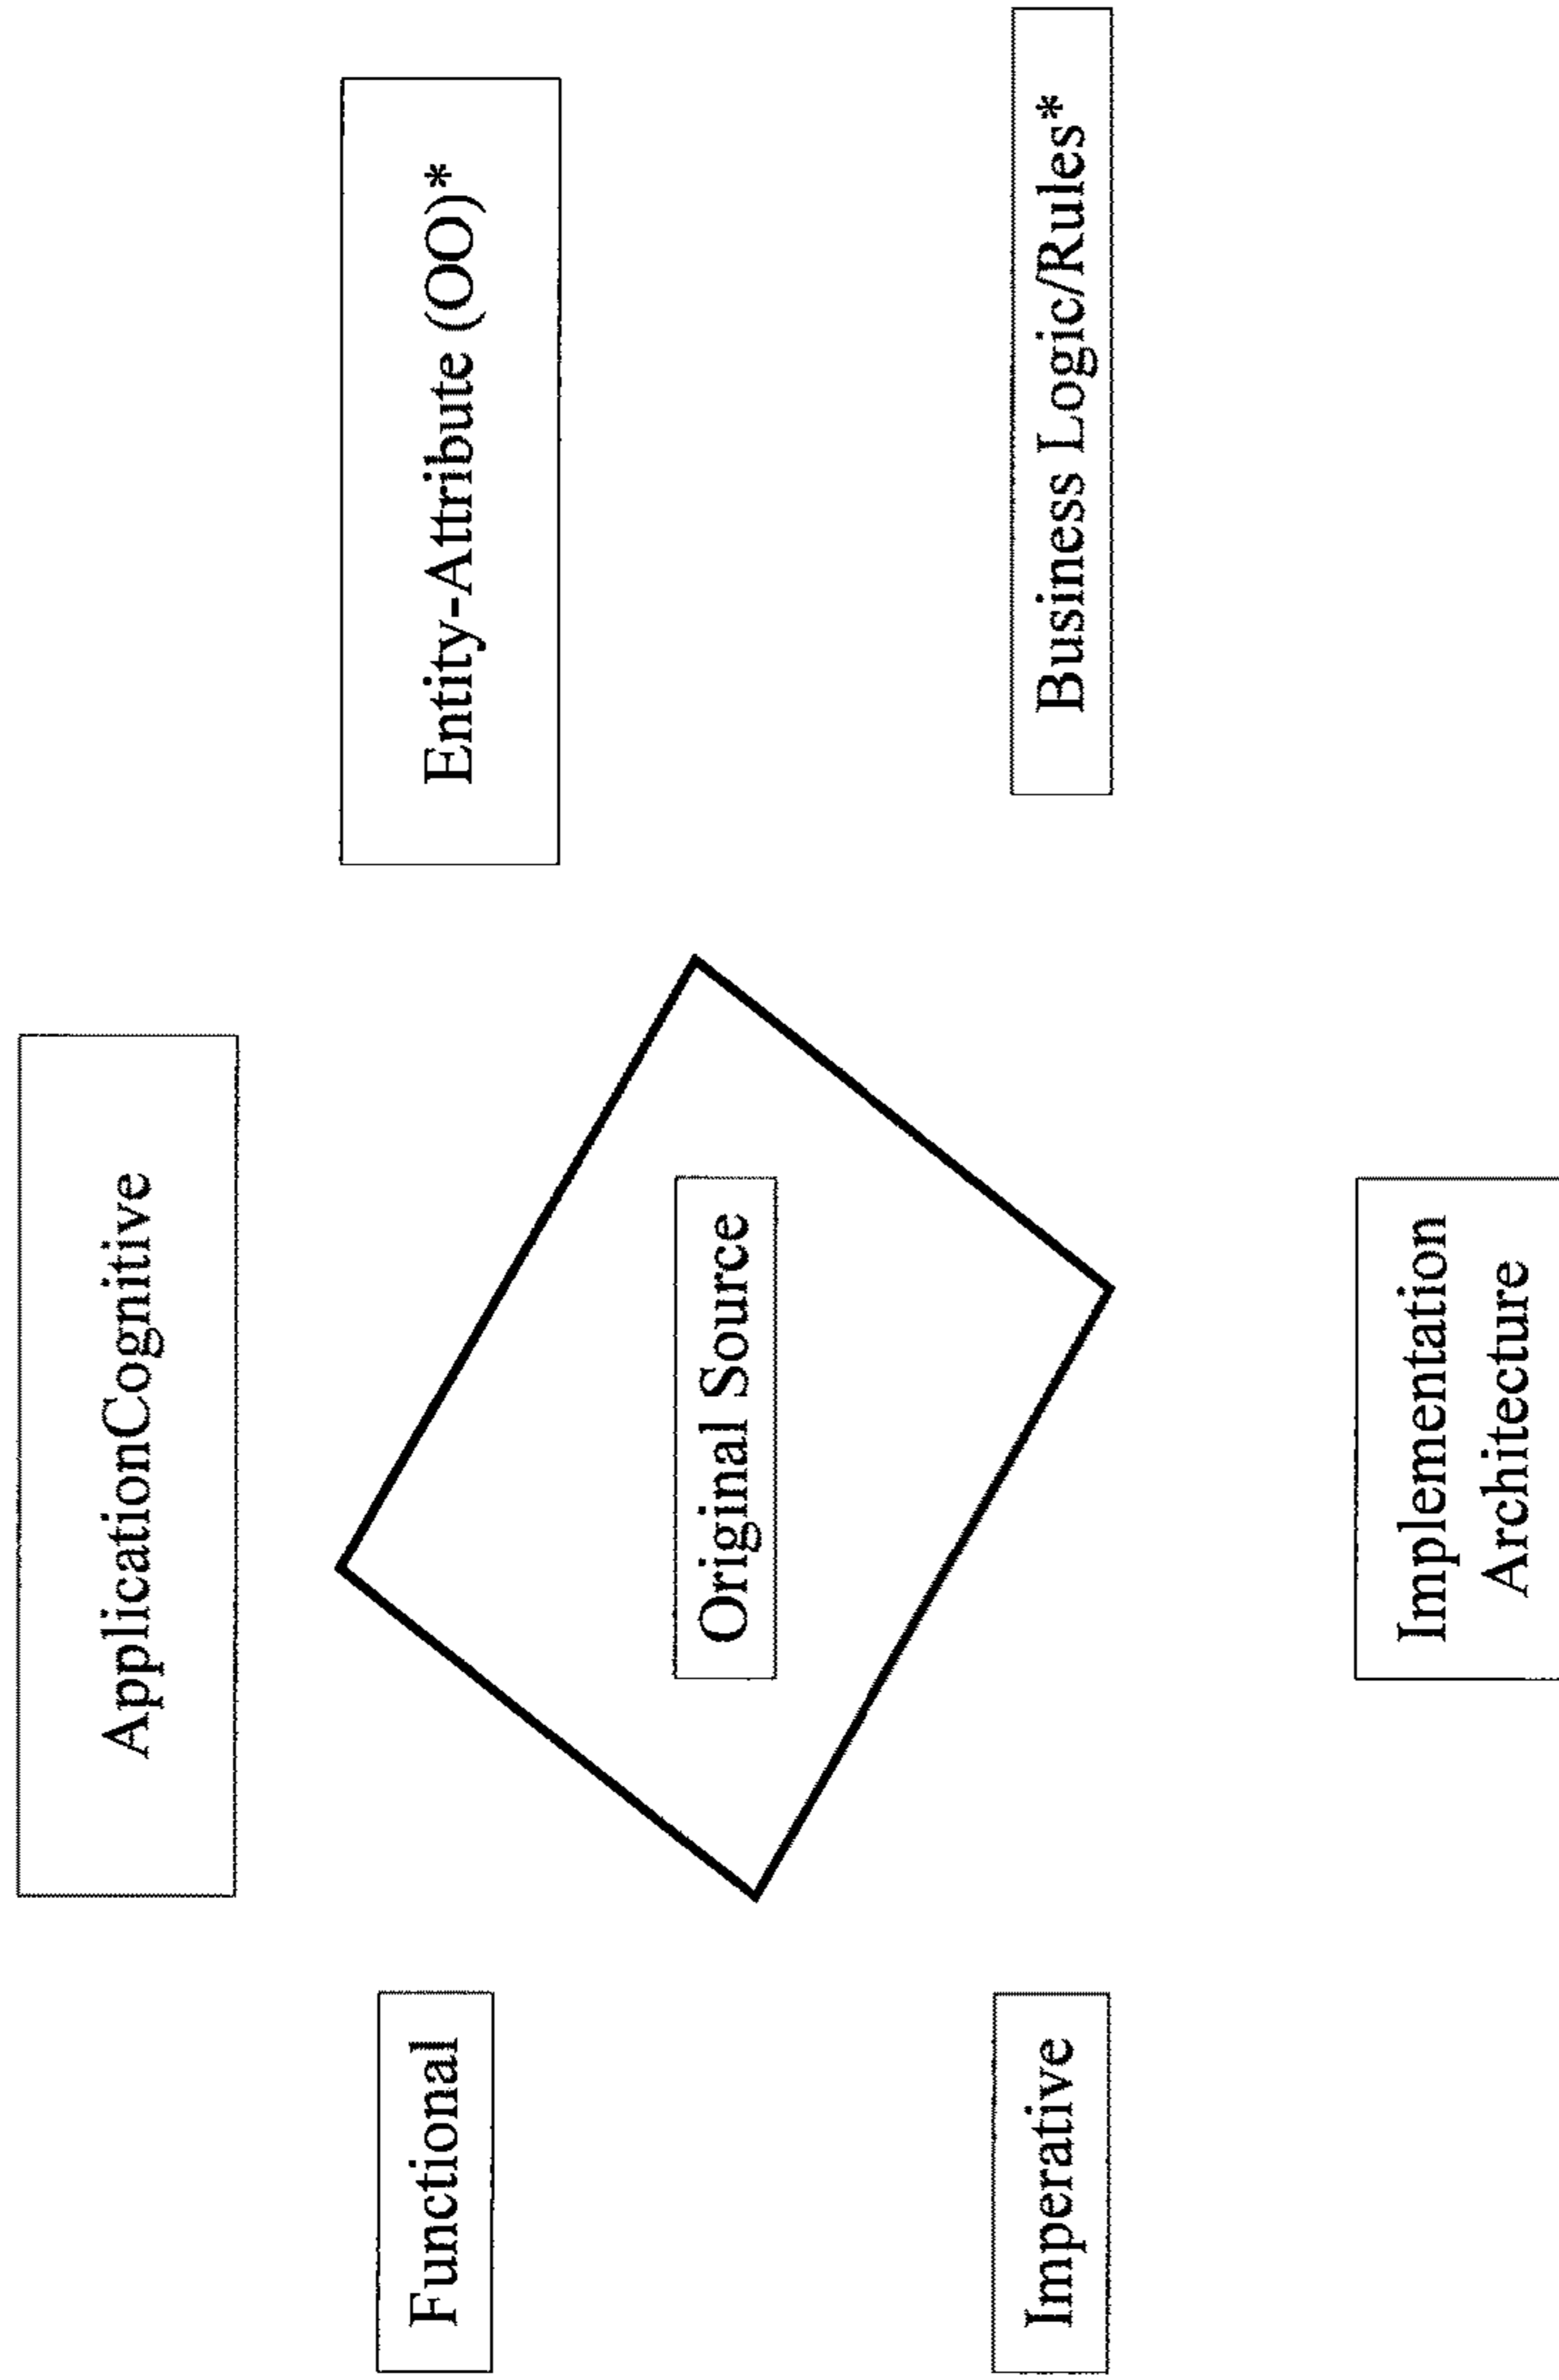 ApplicationCognitive
Functional
Entity-Attribute (OO)*
Original Source
Imperative
Business Logic/Rules*
Implementation
Architecture